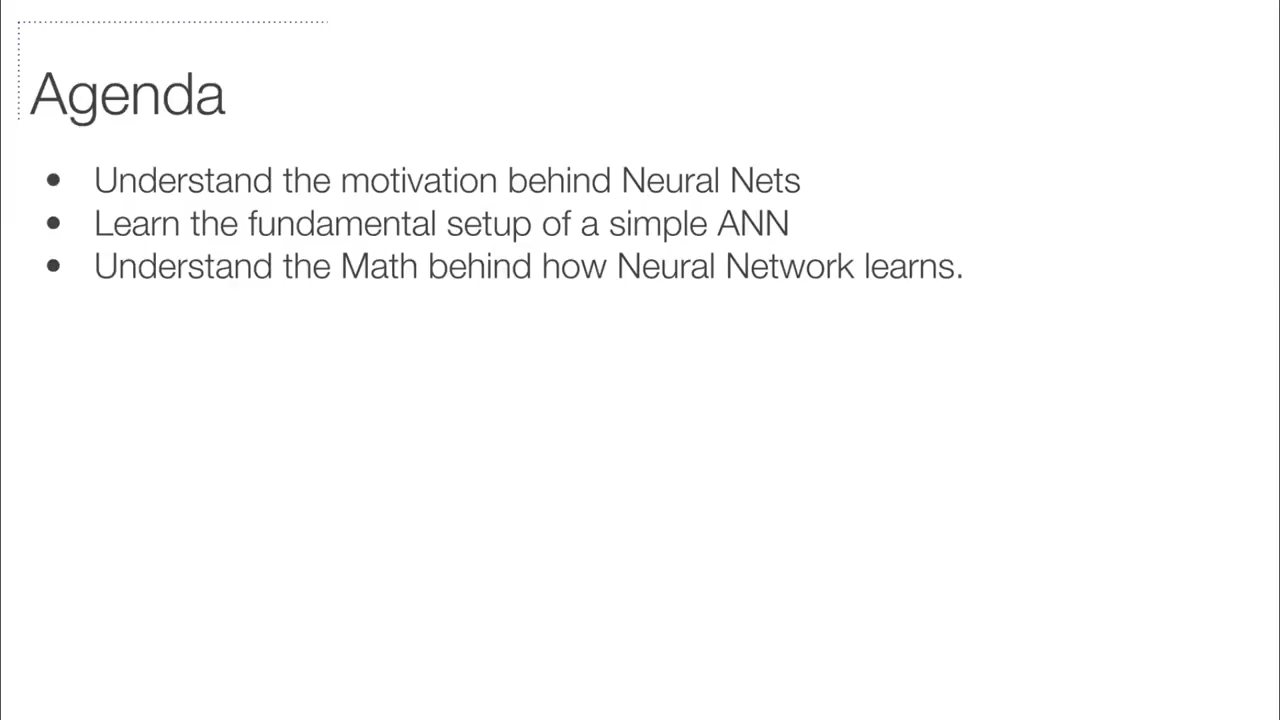 Agenda
• Understand the motivation behind Neural Nets
• Learn the fundamental setup of a simple ANN
• Understand the Math behind how Neural Network learns.